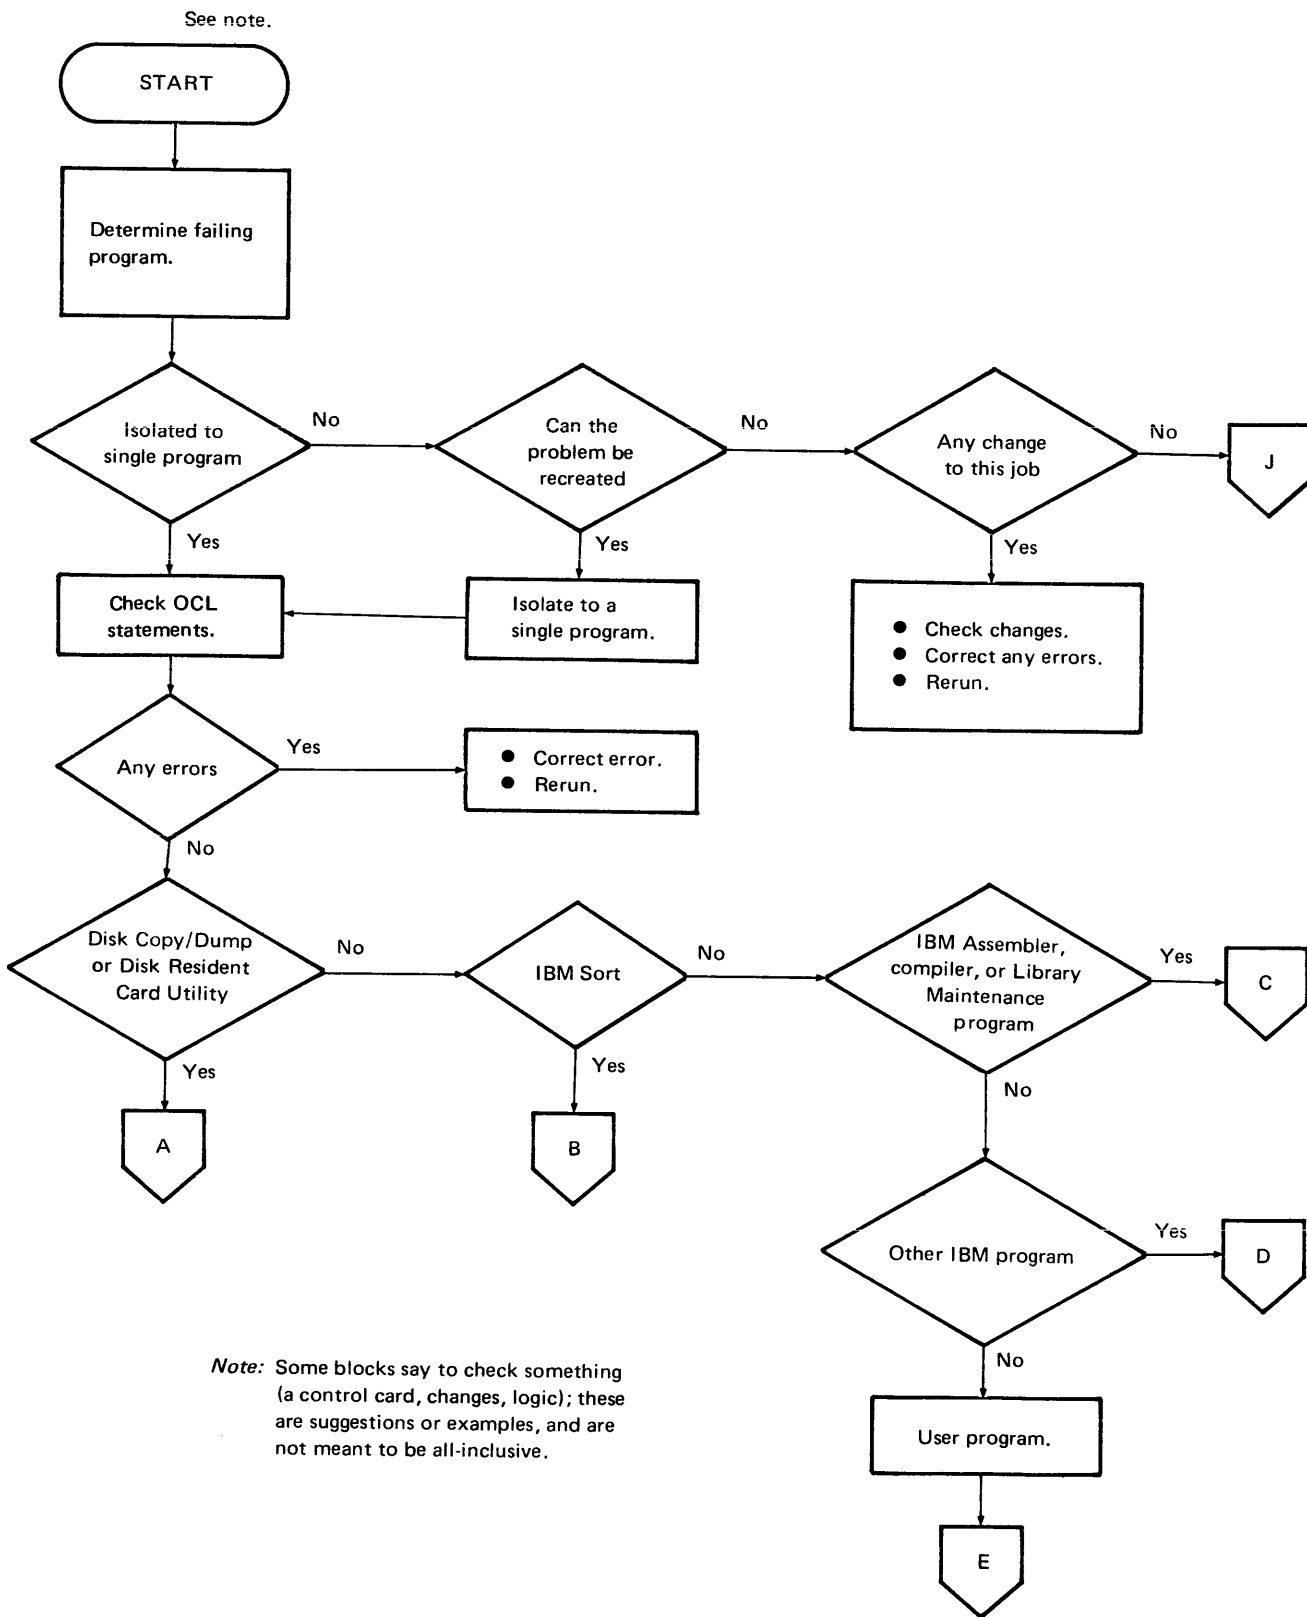 See note.
START
Determine failing
program.
Isolated to
single program
No
Can the
problem be
recreated
No
Any change
to this job
No
J
Yes
Yes
Yes
Check OCL
statements.
Isolate to a
single program.
● Check changes.
● Correct any errors.
● Rerun.
Any errors
Yes
● Correct error.
● Rerun.
No
Disk Copy/Dump
or Disk Resident
Card Utility
No
IBM Sort
No
IBM Assembler,
compiler, or Library
Maintenance
program
Yes
C
Yes
Yes
No
A
B
Other IBM program
Yes
D
No
Note: Some blocks say to check something
(a control card, changes, logic); these
are suggestions or examples, and are
not meant to be all-inclusive.
User program.
E